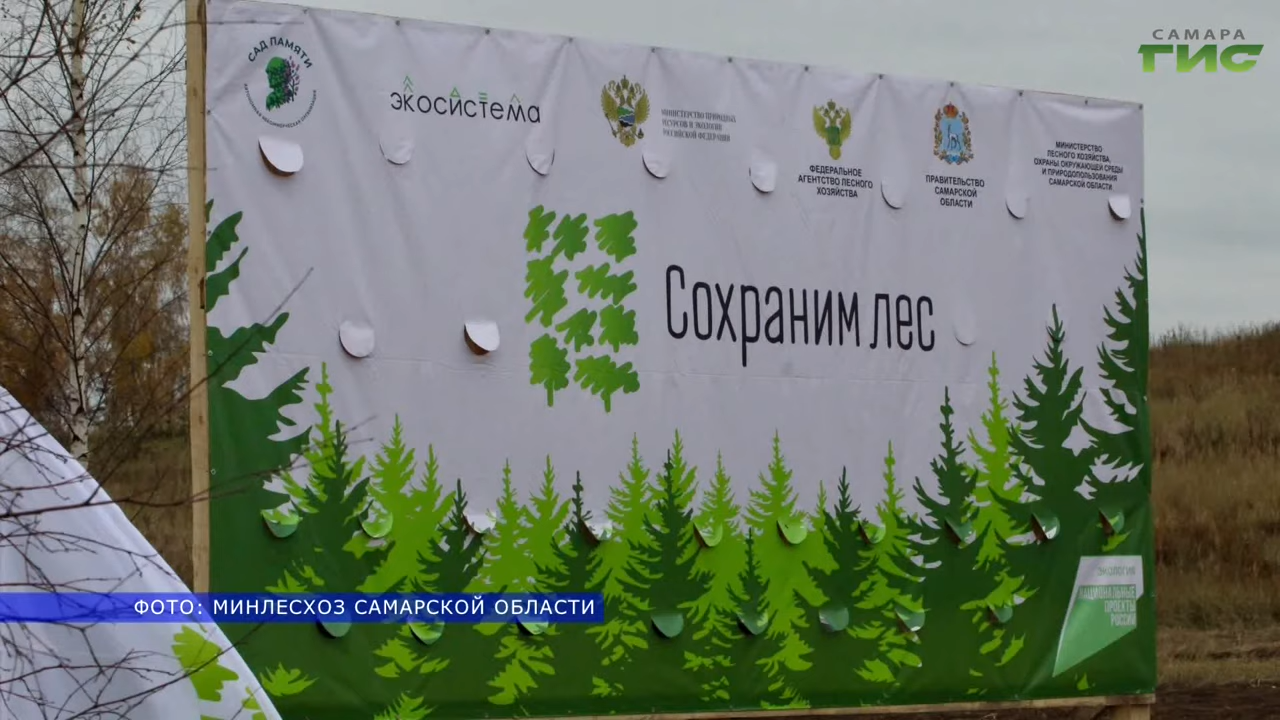 САМАРА
ГИС
САД ПАМЯТИ
экосистема
МИНИСТЕРСТВО ПРИРОДНЫХ
РЕСУРСОВ И ЭКОЛОГИИ
РОССИЙСКОЙ ФЕДЕРАЦИИ
ФЕДЕРАЛЬНОЕ
АГЕНТСТВО ЛЕСНОГО
ХОЗЯЙСТВА
ПРАВИТЕЛЬСТВО
САМАРСКОЙ
ОБЛАСТИ
МИНИСТЕРСТВО
ЛЕСНОГО ХОЗЯЙСТВА,
ОХРАНЫ ОКРУЖАЮЩЕЙ СРЕДЫ
И ПРИРОДОПОЛЬЗОВАНИЯ
САМАРСКОЙ ОБЛАСТИ
Сохраним лес
ЭКОЛОГИЯ
НАЦИОНАЛЬНЫЕ
ПРОЕКТЫ
РОССИИ
ФОТО: МИНЛЕСХОЗ САМАРСКОЙ ОБЛАСТИ